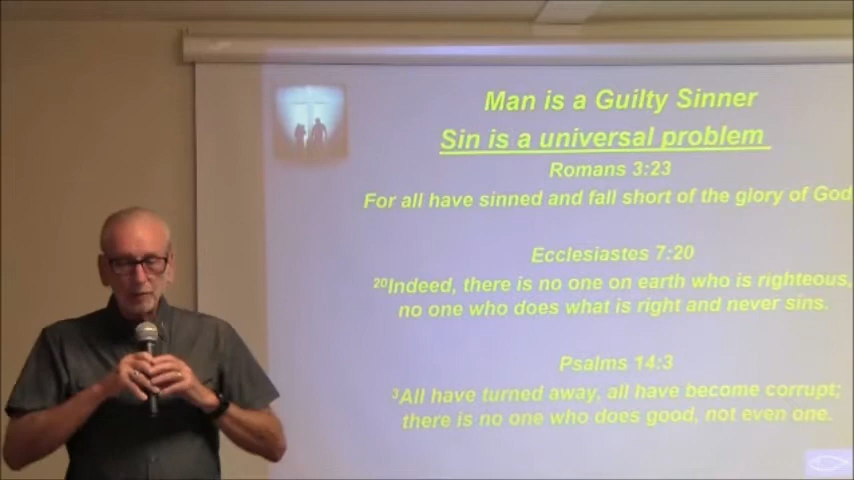 Man is a Guilty Sinner
Sin is a universal problem
Romans 3:23
For all have sinned and fall short of the glory of God
Ecclesiastes 7:20
20Indeed, there is no one on earth who is righteous,
no one who does what is right and never sins.
Psalms 14:3
3All have turned away, all have become corrupt;
there is no one who does good, not even one.